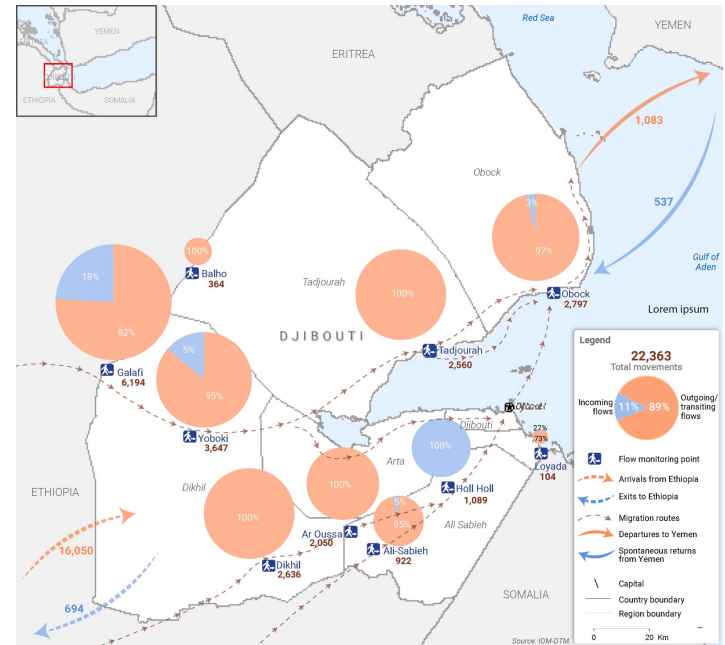 Red Sea
YEMEN
ERITREA
YEMEN
ERITREA
DJIBOUTI
ETHIOPIA
SOMALIA
1,083
537
Gulf of
Aden
Obock
3%
97%
Obock
2,797
100%
Balho
364
18%
82%
Galafi
6,194
Tadjourah
100%
DJIBOUTI
Tadjourah
2,560
5%
95%
Yoboki
3,647
Lorem ipsum
Djibouti
27%
73%
Loyada
104
Arta
100%
Holl Holl
1,089
Dikhil
100%
Dikhil
2,636
100%
Ar Oussa
2,050
5%
95%
Ali-Sabieh
922
Ali Sabieh
ETHIOPIA
16,050
694
SOMALIA
Source: IOM-DTM
Legend
22,363
Total movements
Incoming
flows
11%
89%
Outgoing/
transiting
flows
Flow monitoring point
Arrivals from Ethiopia
Exits to Ethiopia
Migration routes
Departures to Yemen
Spontaneous returns
from Yemen
Capital
Country boundary
Region boundary
0 20 Km